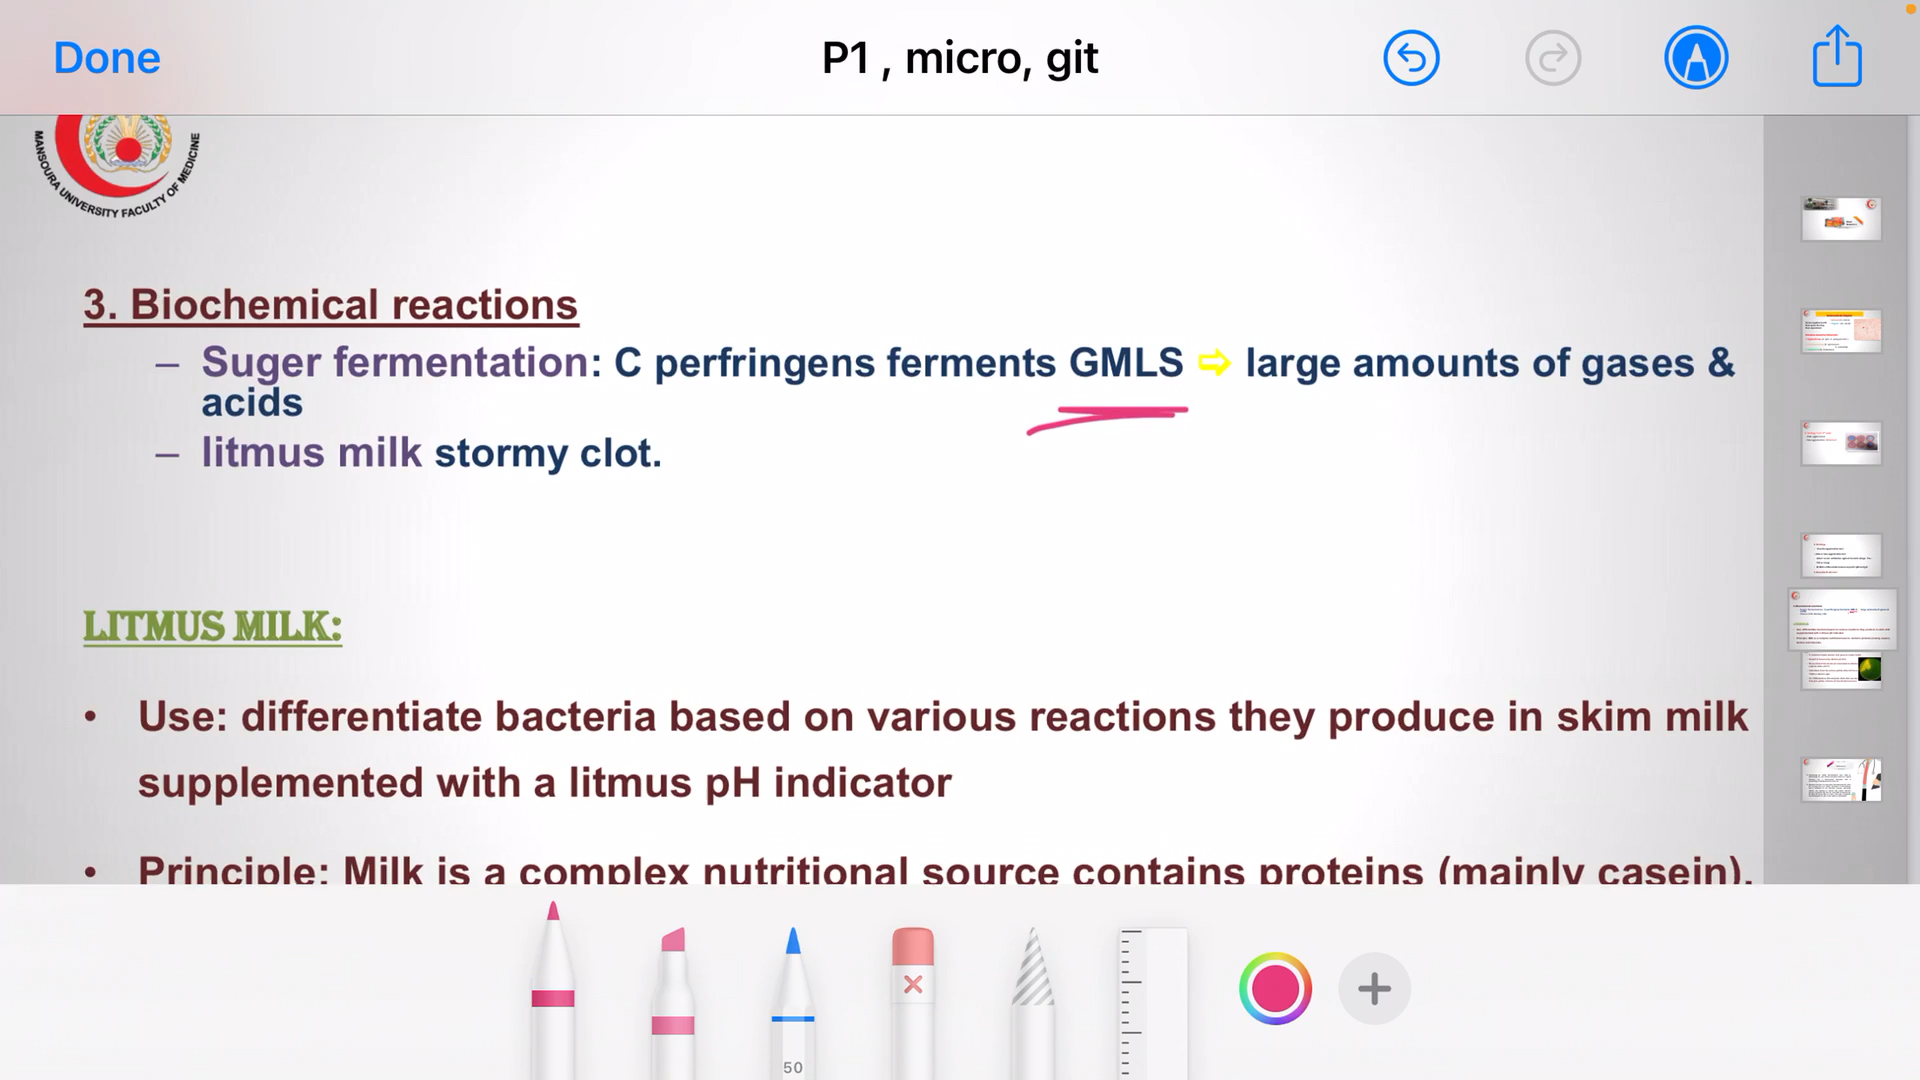 Done
P1 , micro, git
MANSOURA UNIVERSITY FACULTY OF MEDICINE
3. Biochemical reactions
– Suger fermentation: C perfringens ferments GMLS ⇨ large amounts of gases &
acids
– litmus milk stormy clot.
LITMUS MILK:
• Use: differentiate bacteria based on various reactions they produce in skim milk
supplemented with a litmus pH indicator
• Principle: Milk is a complex nutritional source contains proteins (mainly casein),
50